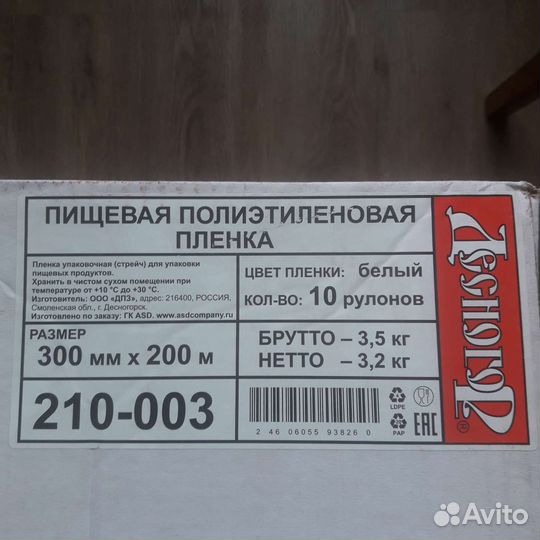 ПИЩЕВАЯ ПОЛИЭТИЛЕНОВАЯ
ПЛЕНКА
Пленка упаковочная (стрейч) для упаковки
пищевых продуктов.
Хранить в чистом сухом помещении при
температуре от +10 °С до +30 °С.
Изготовитель: ООО «ДПЗ», адрес: 216400, РОССИЯ,
Смоленская обл., г. Десногорск.
Изготовлено по заказу: ГК ASD. www.asdcompany.ru
ЦВЕТ ПЛЕНКИ: белый
КОЛ-ВО: 10 рулонов
РАЗМЕР
300 мм х 200 м
БРУТТО – 3,5 кг
НЕТТО – 3,2 кг
210-003
2 46 06055 93826 0
LDPE
PAP
EAC
Десногор®
Avito